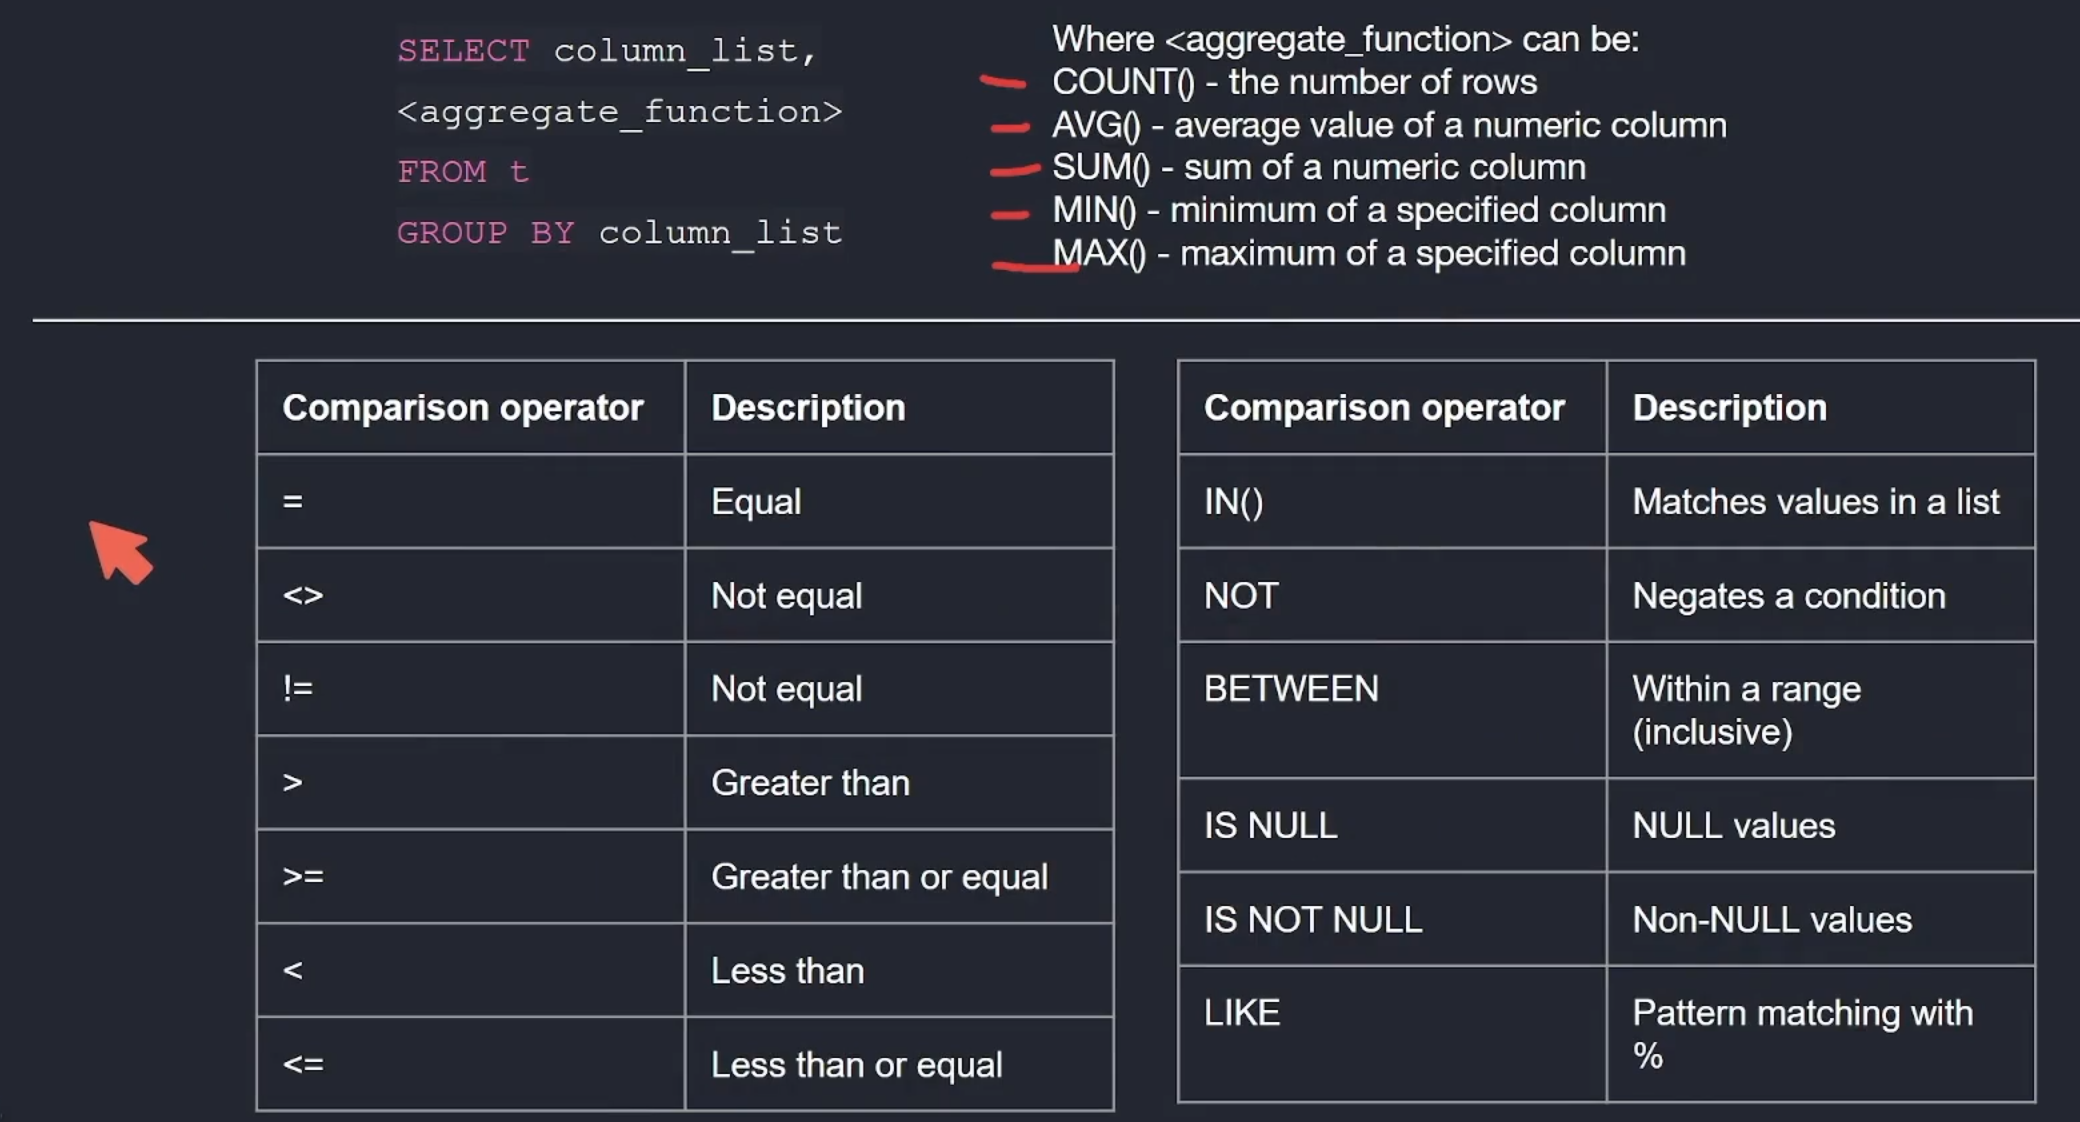 SELECT column_list,
<aggregate_function>
FROM t
GROUP BY column_list
Where <aggregate_function> can be:
COUNT() - the number of rows
AVG() - average value of a numeric column
SUM() - sum of a numeric column
MIN() - minimum of a specified column
MAX() - maximum of a specified column
Comparison operator Description
= Equal
<> Not equal
!= Not equal
> Greater than
>= Greater than or equal
< Less than
<= Less than or equal
Comparison operator Description
IN() Matches values in a list
NOT Negates a condition
BETWEEN Within a range
(inclusive)
IS NULL NULL values
IS NOT NULL Non-NULL values
LIKE Pattern matching with
%